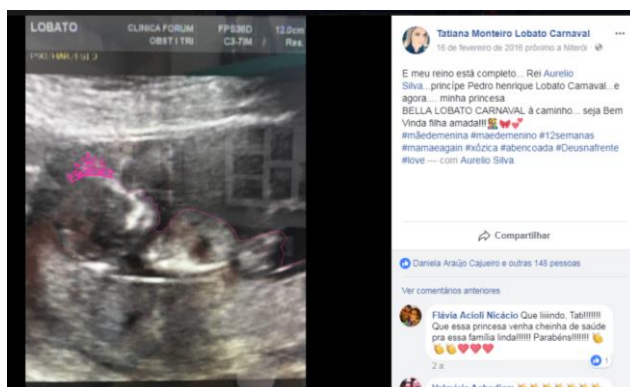 LOBATO CLINICA FORUM FPS36D 12.0cm
OBSTITRI C3-7IM / Res.
Tatiana Monteiro Lobato Carnaval
16 de fevereiro de 2016 próximo a Niterói
E meu reino está completo... Rei Aurelio
Silva...príncipe Pedro henrique Lobato Carnaval...e
agora.... minha princesa
BELLA LOBATO CARNAVAL à caminho... seja Bem
Vinda filha amada!!!
#mãedemenina #maedemenino #12semanas
#mamaeagain #xôzica #abencoada #Deusnafrente
#love — com Aurelio Silva.
Compartilhar
Daniela Araújo Cajueiro e outras 148 pessoas
Ver comentários anteriores
Flávia Acioli Nicácio Que liiindo, Tati!!!!!!!
Que essa princesa venha cheinha de saúde
pra essa família linda!!!!!! Parabéns!!!!!!!
1
2 a